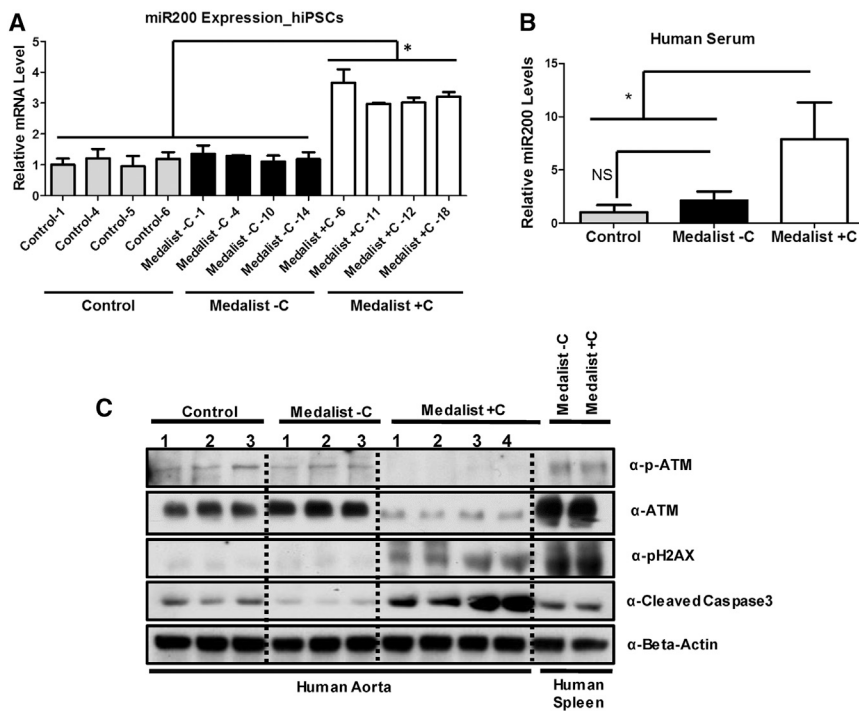 A
miR200 Expression_hiPSCs
Relative mRNA Level
5
4
3
2
1
0
*
Control-1
Control-4
Control-5
Control-6
Medalist -C -1
Medalist -C -4
Medalist -C -10
Medalist -C -14
Medalist +C -6
Medalist +C -11
Medalist +C -12
Medalist +C -18
Control
Medalist -C
Medalist +C
B
Human Serum
Relative miR200 Levels
15
10
5
0
*
NS
Control
Medalist -C
Medalist +C
C
Control
Medalist -C
Medalist +C
Medalist -C
Medalist +C
1 2 3 1 2 3 1 2 3 4
α-p-ATM
α-ATM
α-pH2AX
α-Cleaved Caspase3
α-Beta-Actin
Human Aorta
Human
Spleen